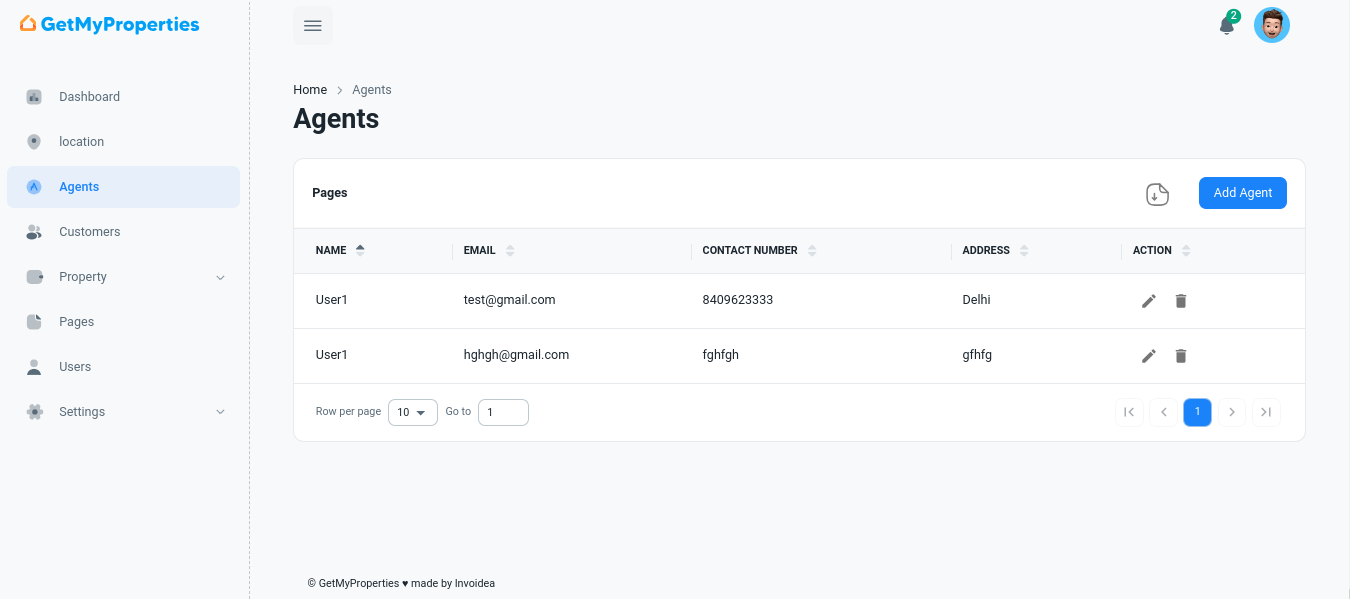 GetMyProperties
2
Dashboard
location
Agents
Customers
Property
Pages
Users
Settings
Home > Agents
Agents
Pages
Add Agent
NAME EMAIL CONTACT NUMBER ADDRESS ACTION
User1 test@gmail.com 8409623333 Delhi
User1 hghgh@gmail.com fghfgh gfhfg
Row per page 10 Go to 1 1
© GetMyProperties ♥ made by Invoidea